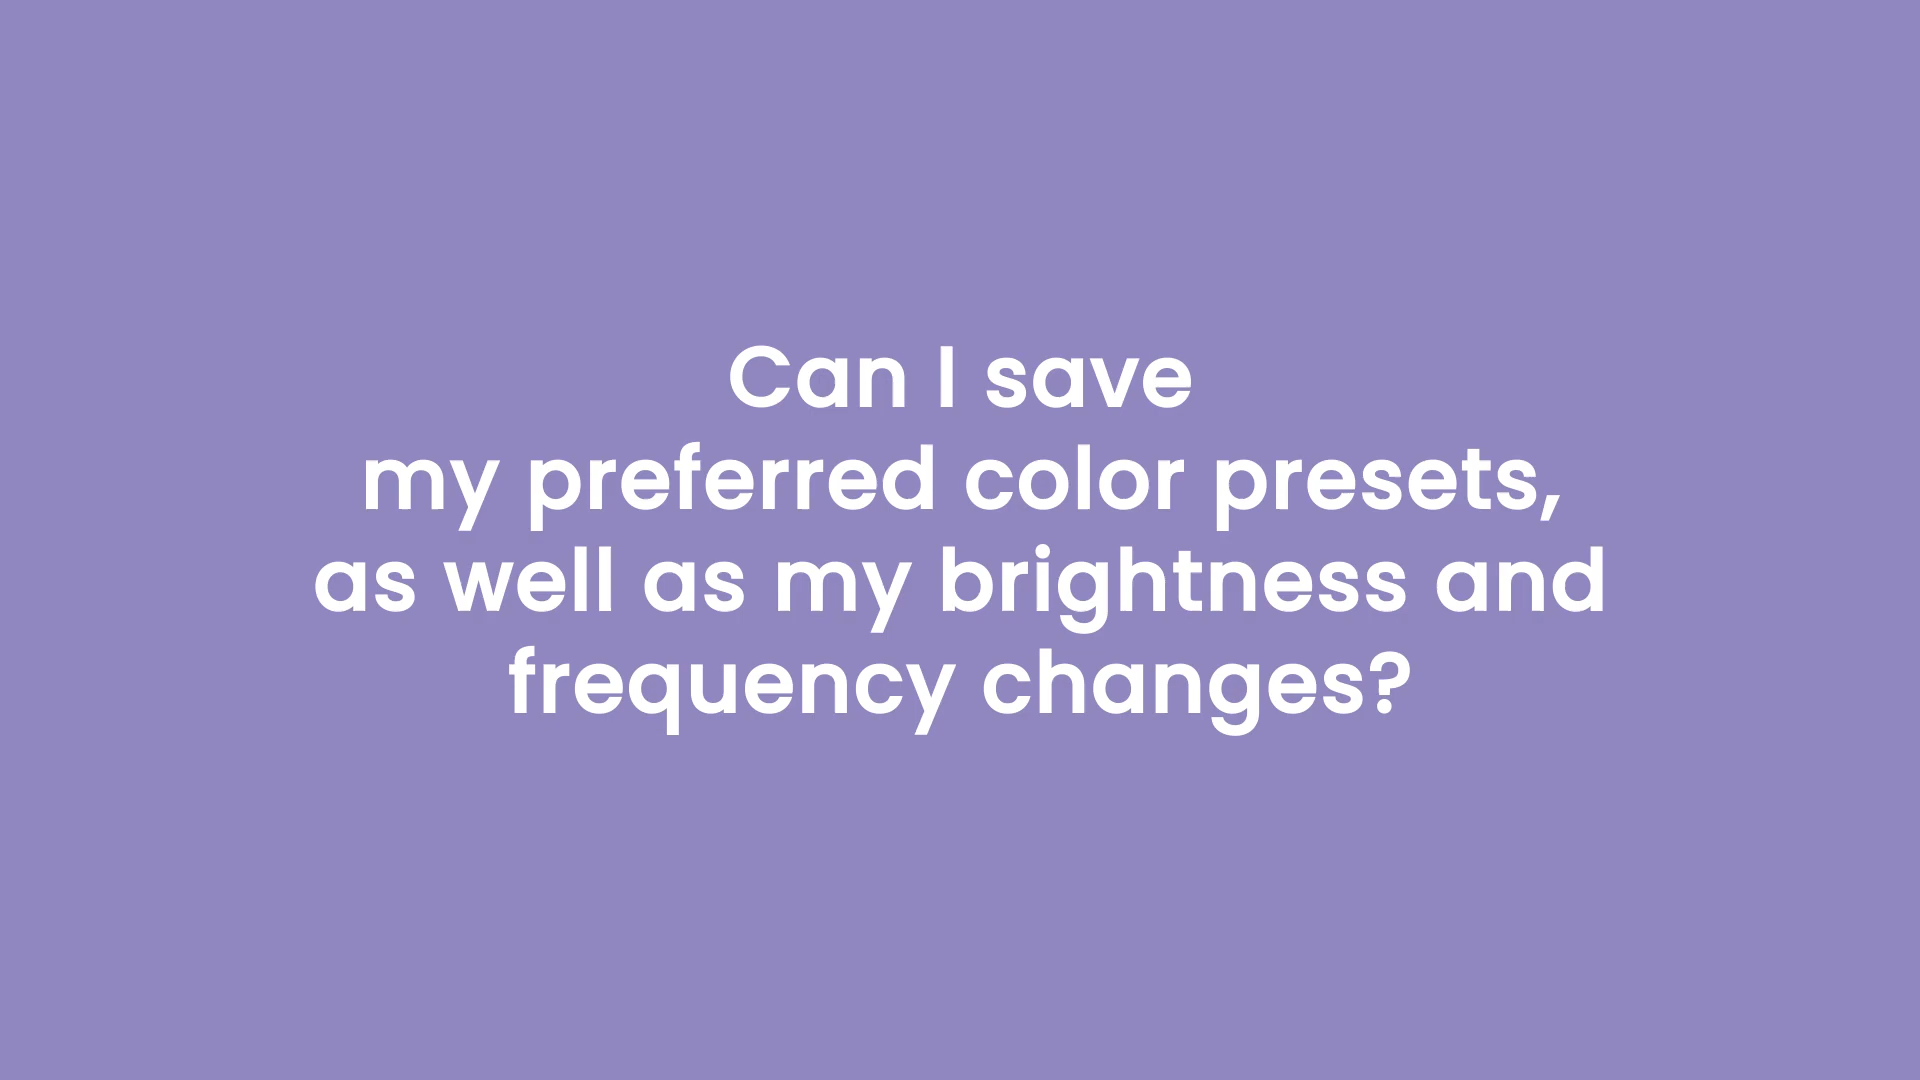 Can I save
my preferred color presets,
as well as my brightness and
frequency changes?